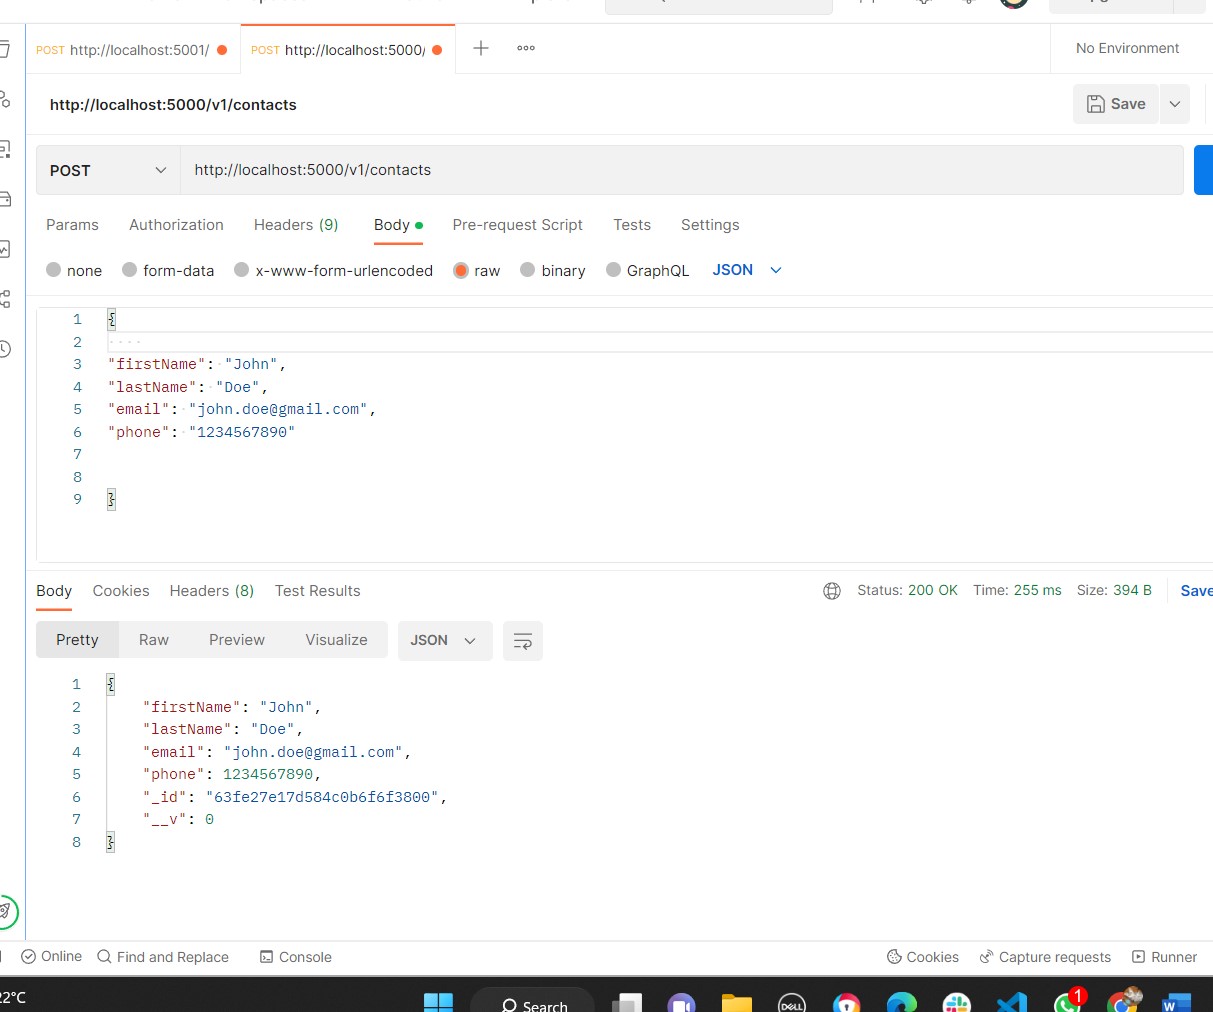 POST http://localhost:5001/
POST http://localhost:5000/
No Environment
http://localhost:5000/v1/contacts
Save
POST
http://localhost:5000/v1/contacts
Params Authorization Headers (9) Body Pre-request Script Tests Settings
none form-data x-www-form-urlencoded raw binary GraphQL JSON
1 {
2
3 "firstName": "John",
4 "lastName": "Doe",
5 "email": "john.doe@gmail.com",
6 "phone": "1234567890"
7
8
9 }
Body Cookies Headers (8) Test Results Status: 200 OK Time: 255 ms Size: 394 B Save
Pretty Raw Preview Visualize JSON
1 {
2 "firstName": "John",
3 "lastName": "Doe",
4 "email": "john.doe@gmail.com",
5 "phone": 1234567890,
6 "_id": "63fe27e17d584c0b6f6f3800",
7 "__v": 0
8 }
Online Find and Replace Console Cookies Capture requests Runner
22°C Search DELL 1 W